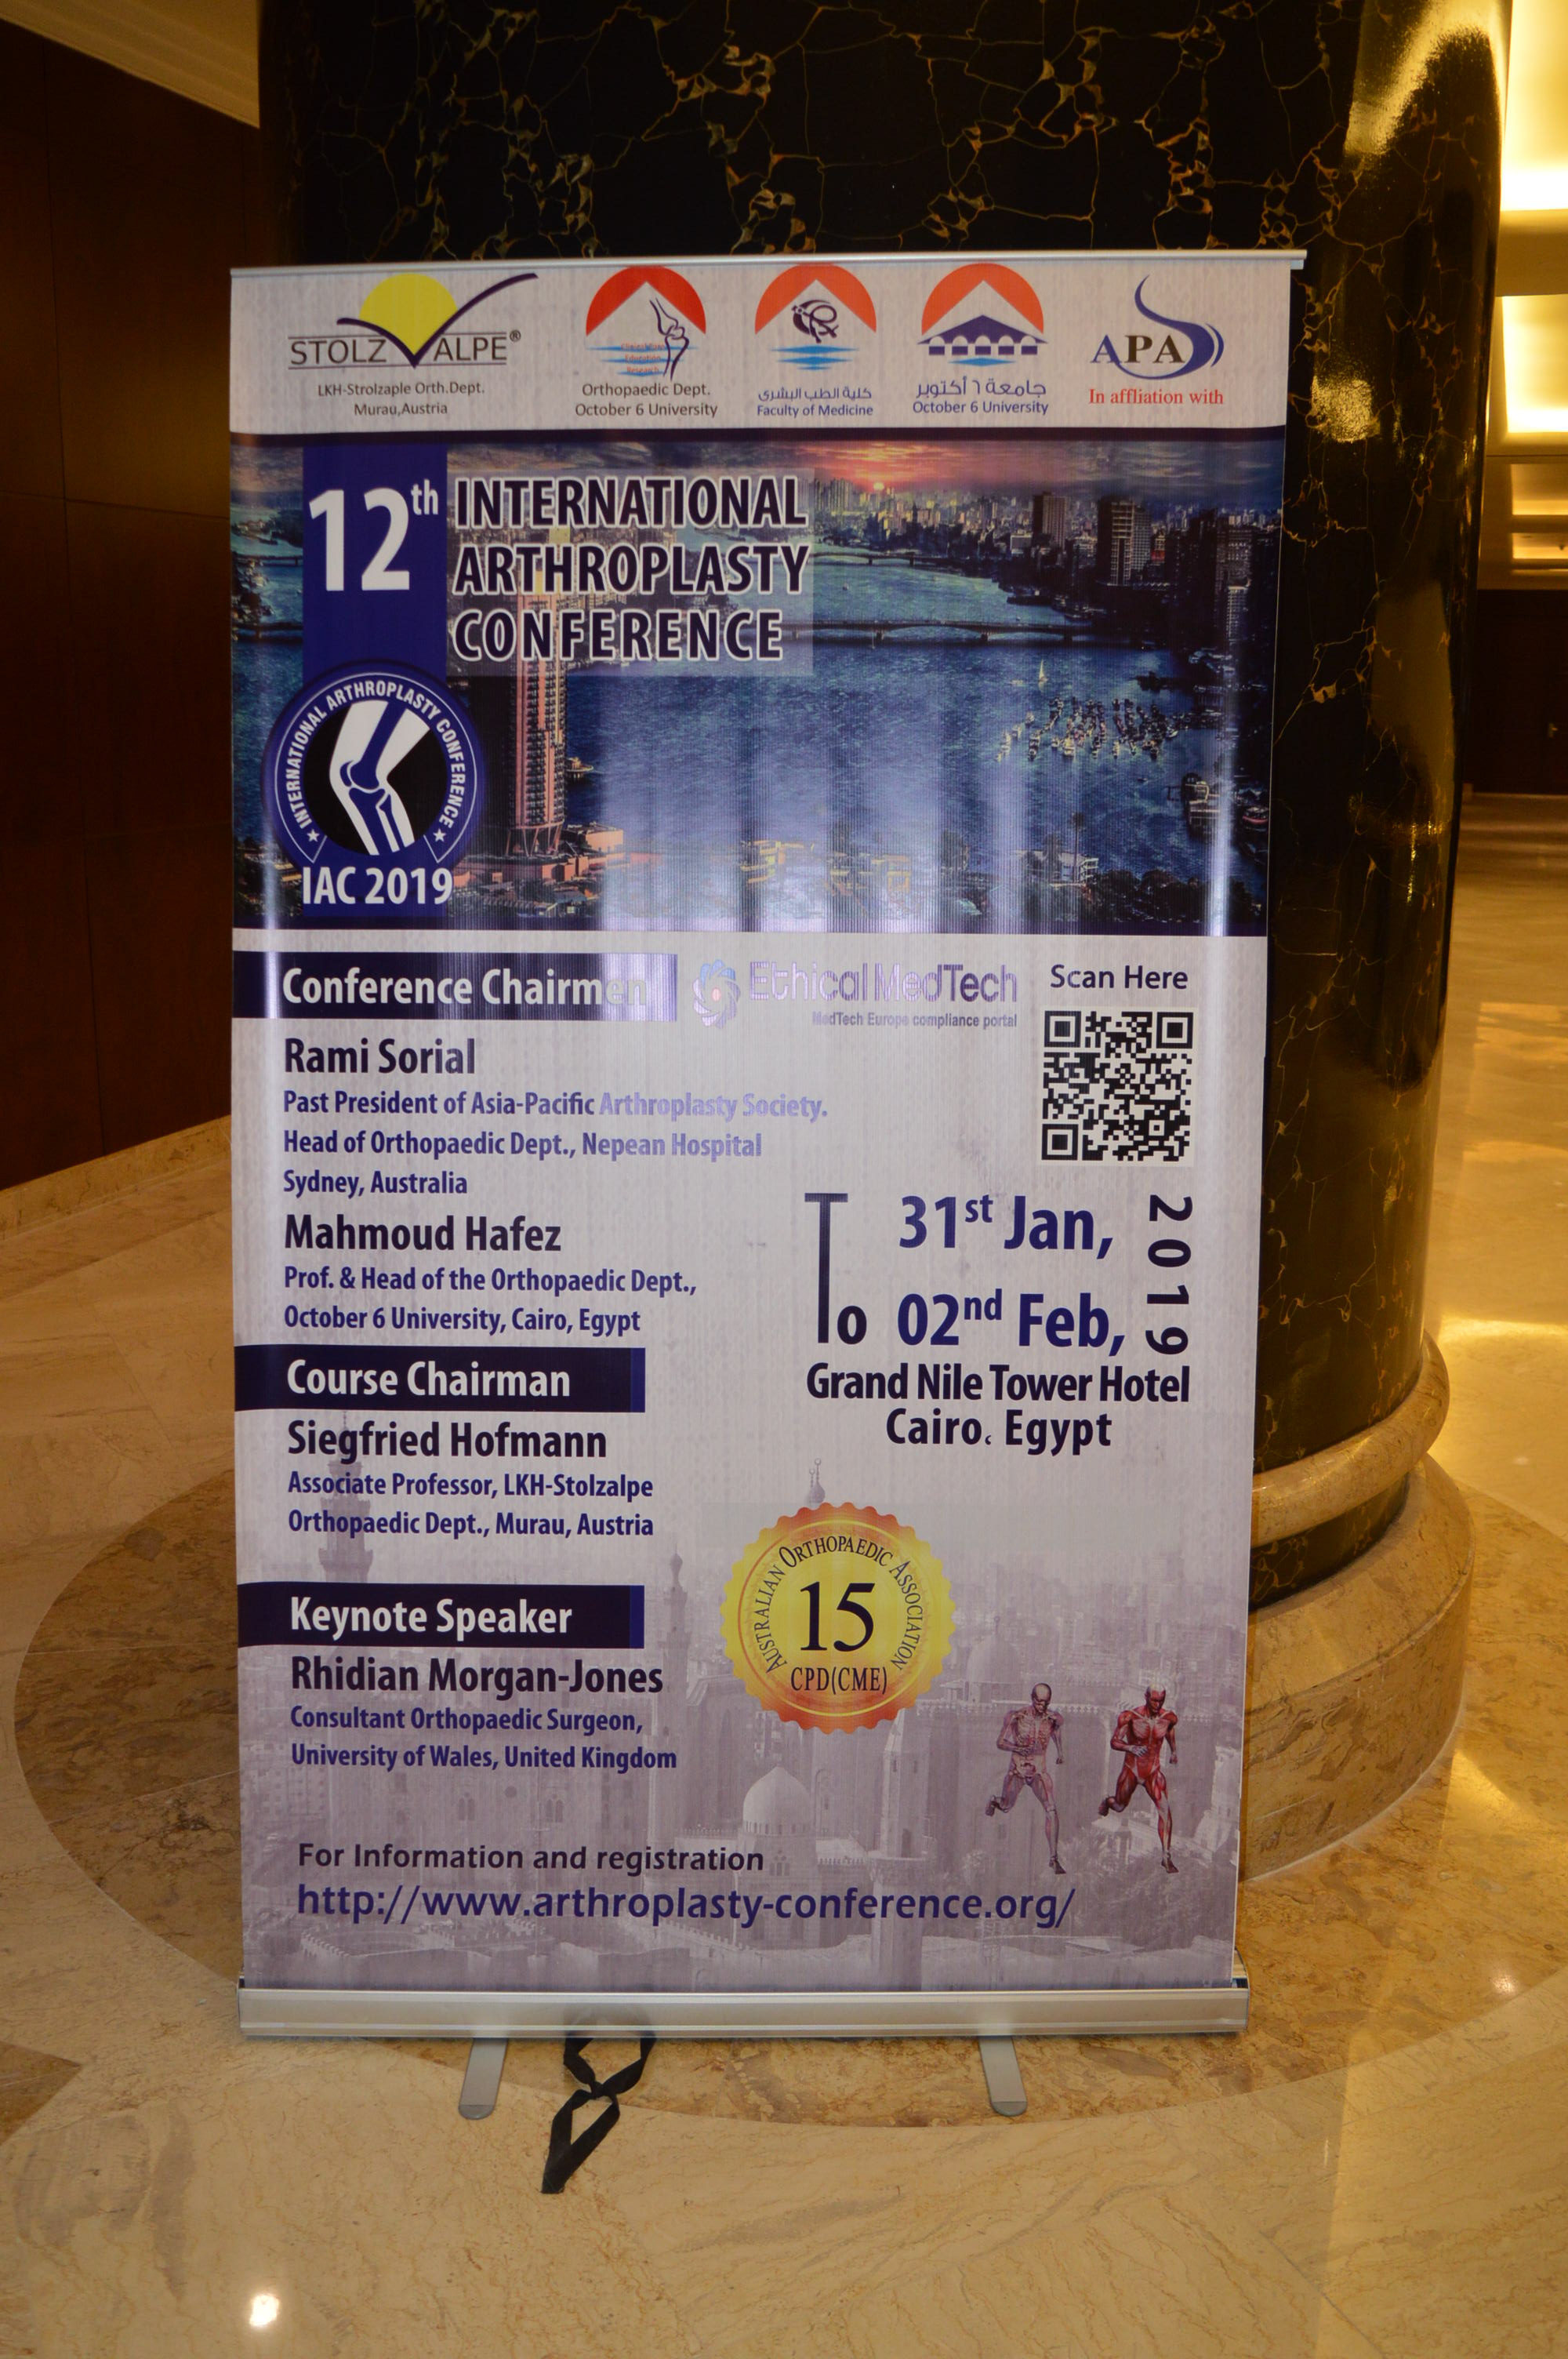 STOLZ ALPE®
LKH-Strolzaple Orth.Dept.
Murau,Austria
Orthopaedic Dept.
October 6 University
كلية الطب البشرى
Faculty of Medicine
جامعة ٦ أكتوبر
October 6 University
APAS
In affliation with
12th INTERNATIONAL
ARTHROPLASTY
CONFERENCE
INTERNATIONAL ARTHROPLASTY CONFERENCE
IAC 2019
Conference Chairmen
Ethical MedTech
MedTech Europe compliance portal
Scan Here
Rami Sorial
Past President of Asia-Pacific Arthroplasty Society.
Head of Orthopaedic Dept., Nepean Hospital
Sydney, Australia
Mahmoud Hafez
Prof. & Head of the Orthopaedic Dept.,
October 6 University, Cairo, Egypt
31st Jan,
To 02nd Feb,
2019
Grand Nile Tower Hotel
Cairo، Egypt
Course Chairman
Siegfried Hofmann
Associate Professor, LKH-Stolzalpe
Orthopaedic Dept., Murau, Austria
Keynote Speaker
Rhidian Morgan-Jones
Consultant Orthopaedic Surgeon,
University of Wales, United Kingdom
AUSTRALIAN ORTHOPAEDIC ASSOCIATION
15
CPD(CME)
For Information and registration
http://www.arthroplasty-conference.org/